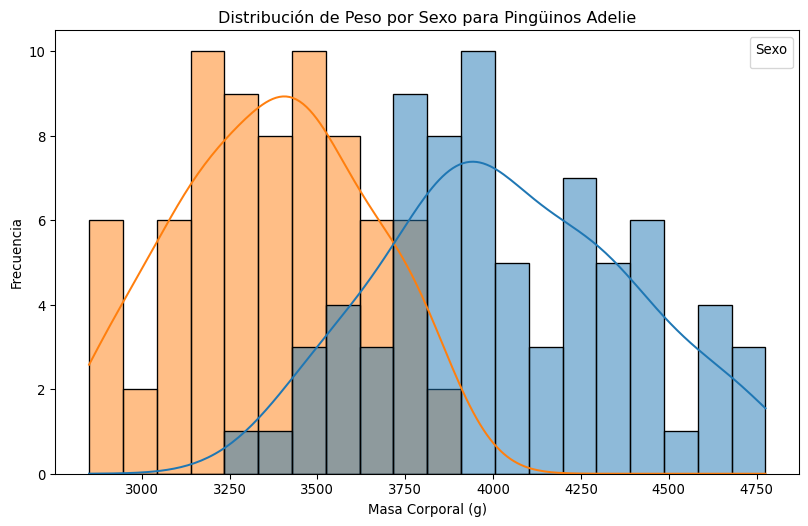 Distribución de Peso por Sexo para Pingüinos Adelie
Sexo
10
8
6
4
2
0
Frecuencia
3000 3250 3500 3750 4000 4250 4500 4750
Masa Corporal (g)